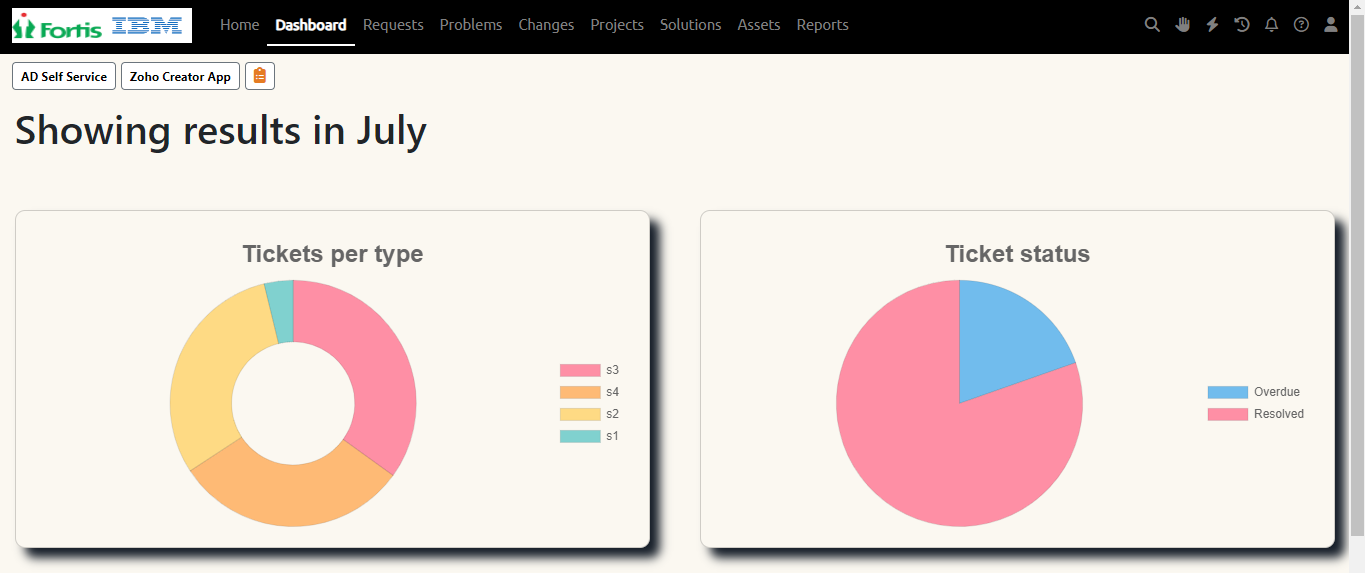 Fortis IBM Home Dashboard Requests Problems Changes Projects Solutions Assets Reports
AD Self Service Zoho Creator App
Showing results in July
Tickets per type
s3
s4
s2
s1
Ticket status
Overdue
Resolved